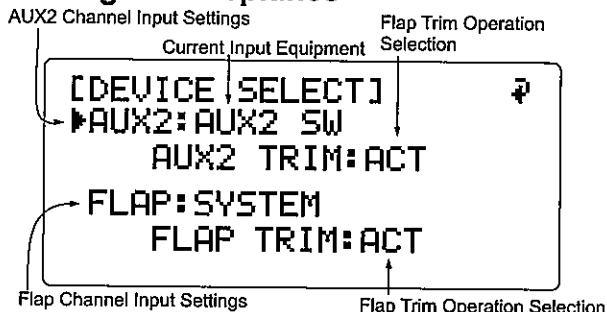 AUX2 Channel Input Settings
Flap Trim Operation
Selection
Current Input Equipment
[DEVICE SELECT]
AUX2:AUX2 SW
AUX2 TRIM:ACT
FLAP:SYSTEM
FLAP TRIM:ACT
Flap Channel Input Settings
Flap Trim Operation Selection